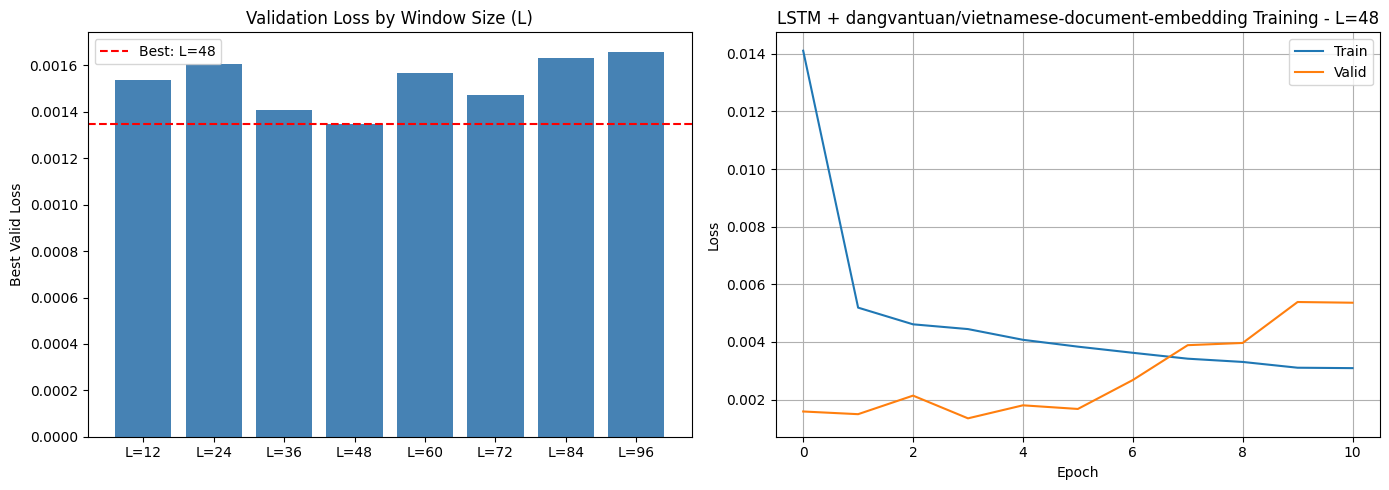 Validation Loss by Window Size (L)
Best: L=48
0.0016
0.0014
0.0012
0.0010
0.0008
0.0006
0.0004
0.0002
0.0000
Best Valid Loss
L=12 L=24 L=36 L=48 L=60 L=72 L=84 L=96
LSTM + dangvantuan/vietnamese-document-embedding Training - L=48
Train
Valid
0.014
0.012
0.010
0.008
0.006
0.004
0.002
Loss
0 2 4 6 8 10
Epoch